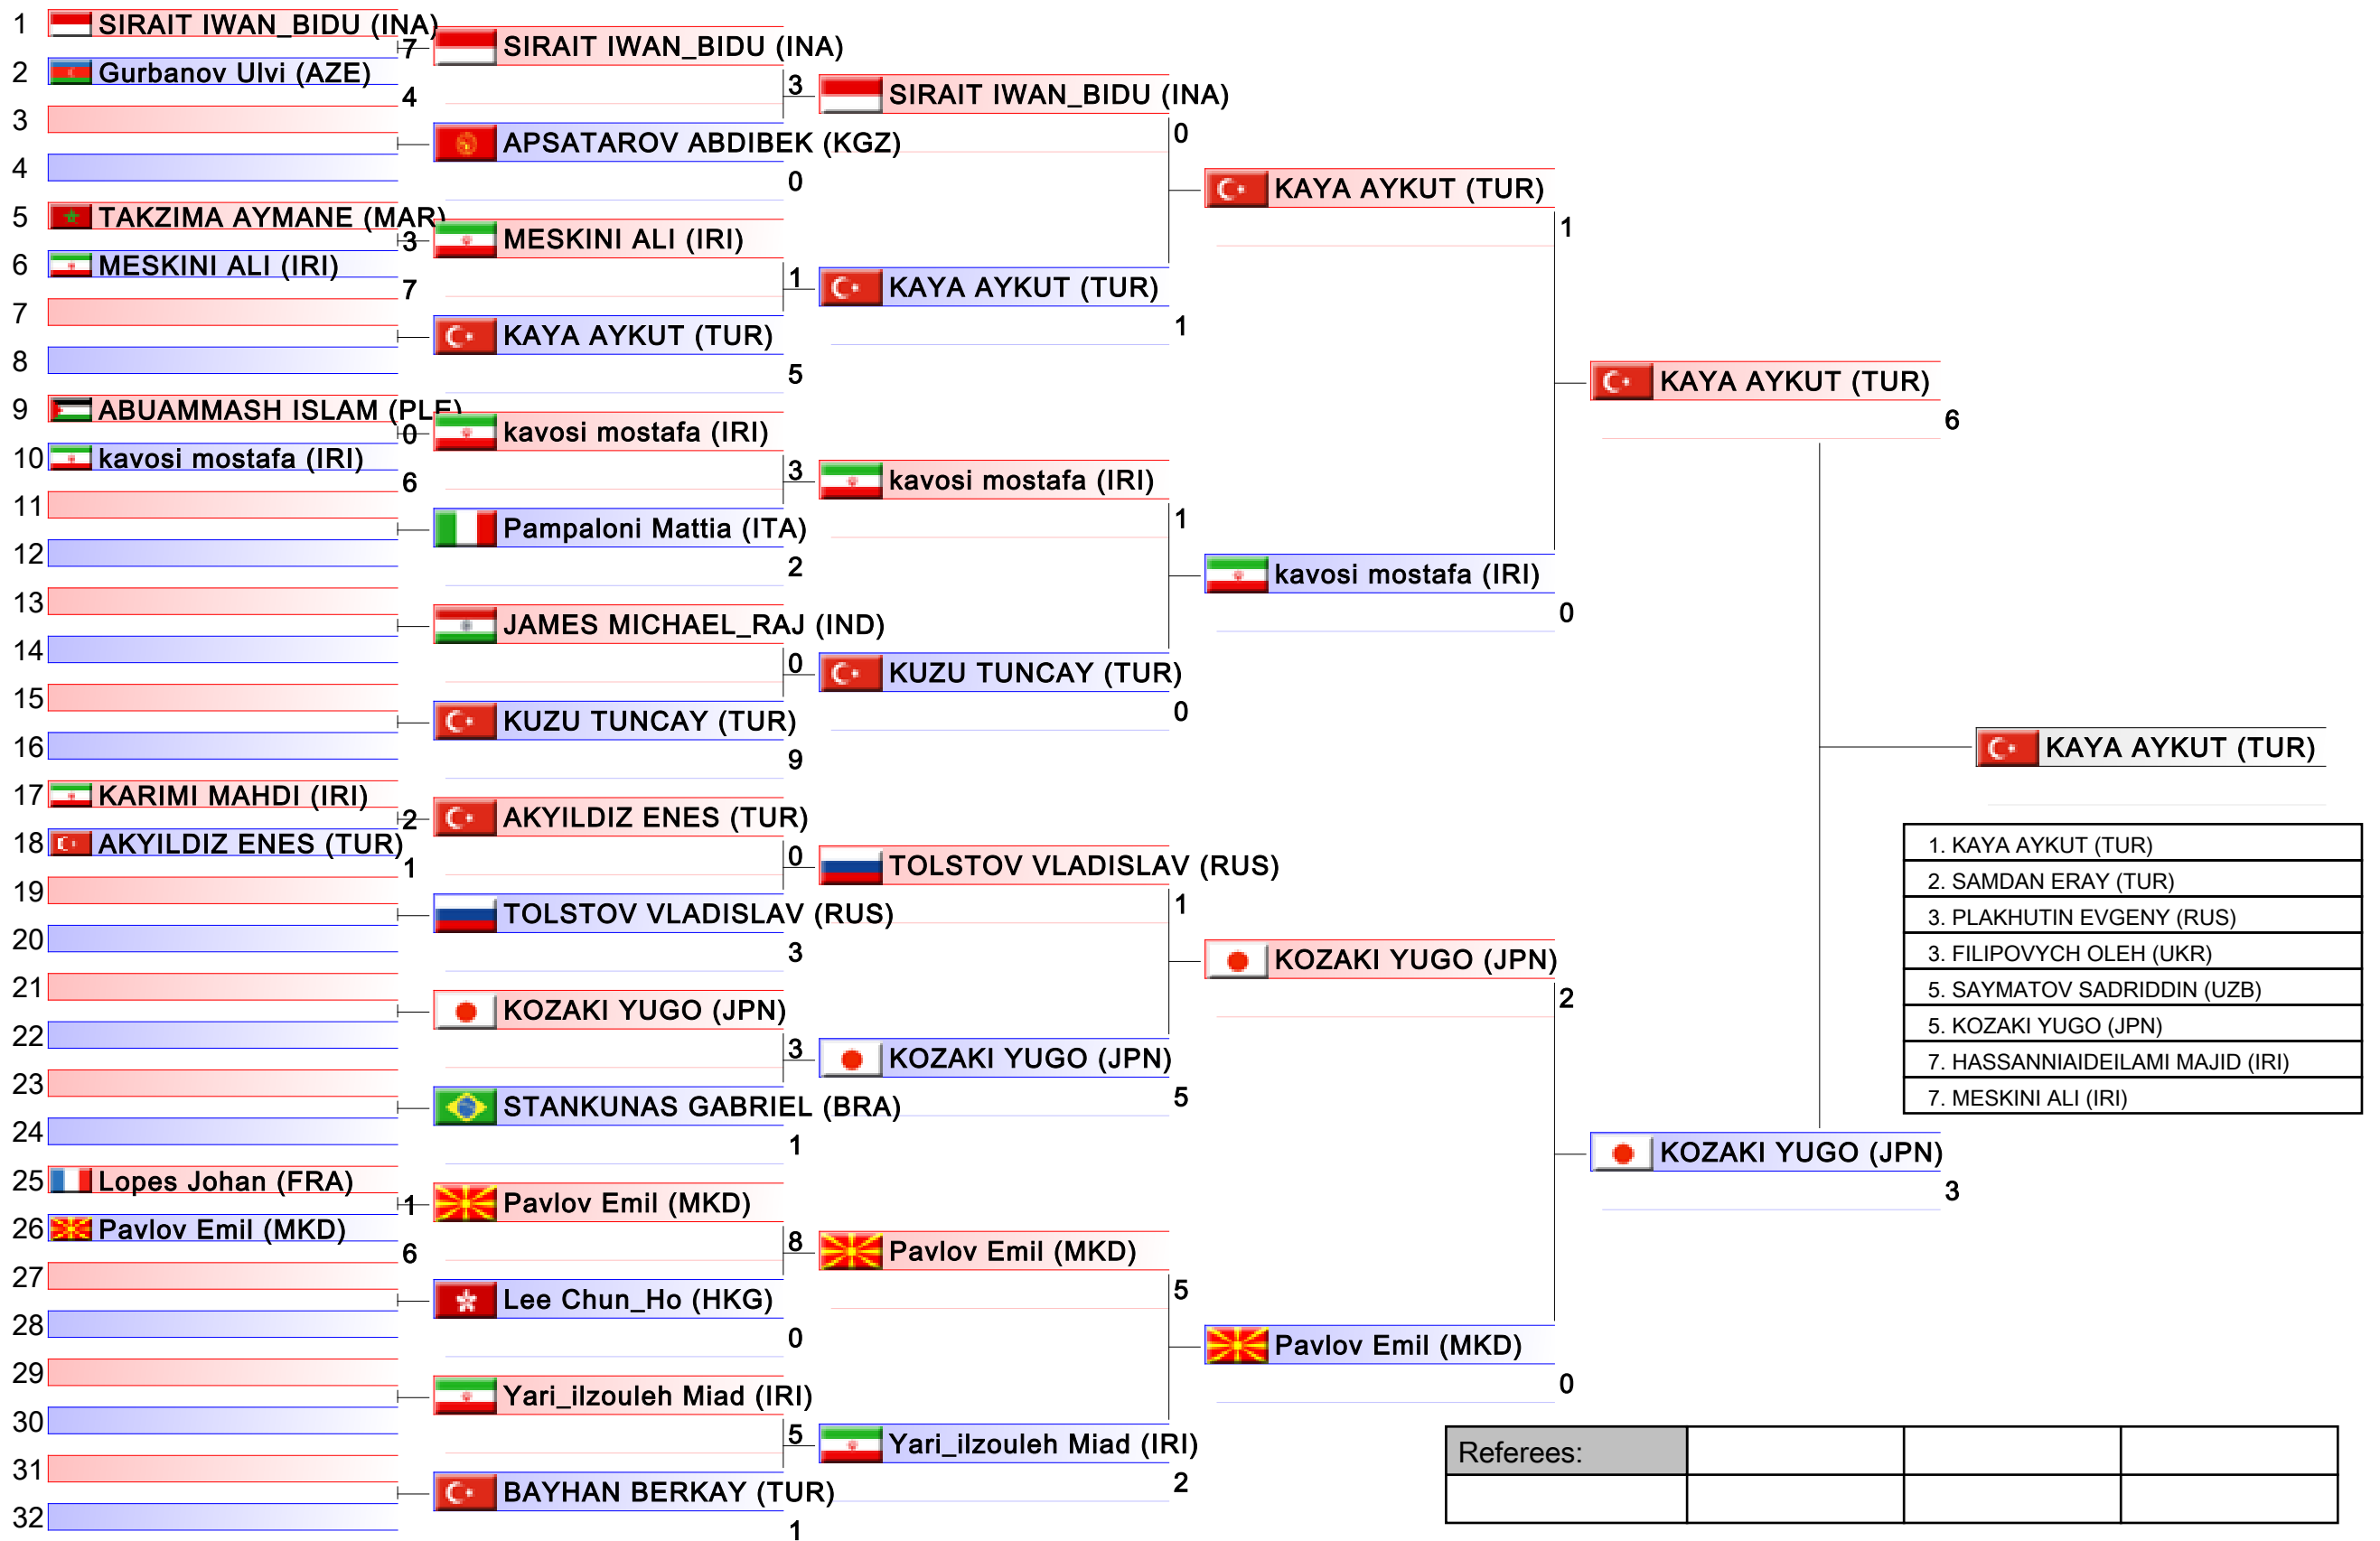 1 SIRAIT IWAN_BIDU (INA)
7
2 Gurbanov Ulvi (AZE)
4
3
4
5 TAKZIMA AYMANE (MAR)
3
6 MESKINI ALI (IRI)
7
7
8
9 ABUAMMASH ISLAM (PLE)
0
10 kavosi mostafa (IRI)
6
11
12
13
14
15
16
17 KARIMI MAHDI (IRI)
2
18 AKYILDIZ ENES (TUR)
1
19
20
21
22
23
24
25 Lopes Johan (FRA)
1
26 Pavlov Emil (MKD)
6
27
28
29
30
31
32
SIRAIT IWAN_BIDU (INA)
3
APSATAROV ABDIBEK (KGZ)
0
MESKINI ALI (IRI)
1
KAYA AYKUT (TUR)
5
kavosi mostafa (IRI)
3
Pampaloni Mattia (ITA)
2
JAMES MICHAEL_RAJ (IND)
0
KUZU TUNCAY (TUR)
9
AKYILDIZ ENES (TUR)
0
TOLSTOV VLADISLAV (RUS)
3
KOZAKI YUGO (JPN)
3
STANKUNAS GABRIEL (BRA)
1
Pavlov Emil (MKD)
8
Lee Chun_Ho (HKG)
0
Yari_ilzouleh Miad (IRI)
5
BAYHAN BERKAY (TUR)
1
SIRAIT IWAN_BIDU (INA)
0
KAYA AYKUT (TUR)
1
kavosi mostafa (IRI)
1
KUZU TUNCAY (TUR)
0
TOLSTOV VLADISLAV (RUS)
1
KOZAKI YUGO (JPN)
5
Pavlov Emil (MKD)
5
Yari_ilzouleh Miad (IRI)
2
KAYA AYKUT (TUR)
1
kavosi mostafa (IRI)
0
KOZAKI YUGO (JPN)
2
Pavlov Emil (MKD)
0
KAYA AYKUT (TUR)
6
KOZAKI YUGO (JPN)
3
KAYA AYKUT (TUR)
1. KAYA AYKUT (TUR)
2. SAMDAN ERAY (TUR)
3. PLAKHUTIN EVGENY (RUS)
3. FILIPOVYCH OLEH (UKR)
5. SAYMATOV SADRIDDIN (UZB)
5. KOZAKI YUGO (JPN)
7. HASSANNIAIDEILAMI MAJID (IRI)
7. MESKINI ALI (IRI)
Referees: